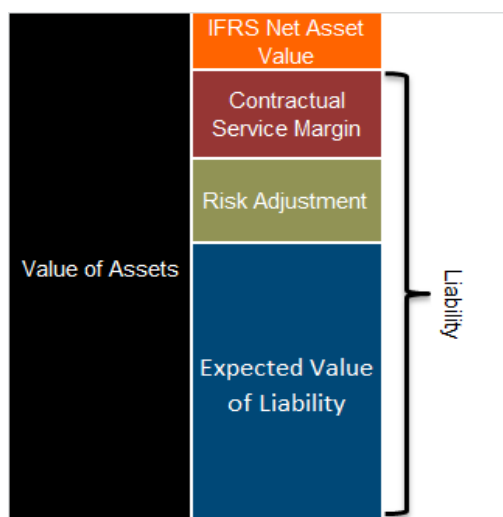 IFRS Net Asset
Value
Contractual
Service Margin
Risk Adjustment
Value of Assets
Expected Value
of Liability
Liability